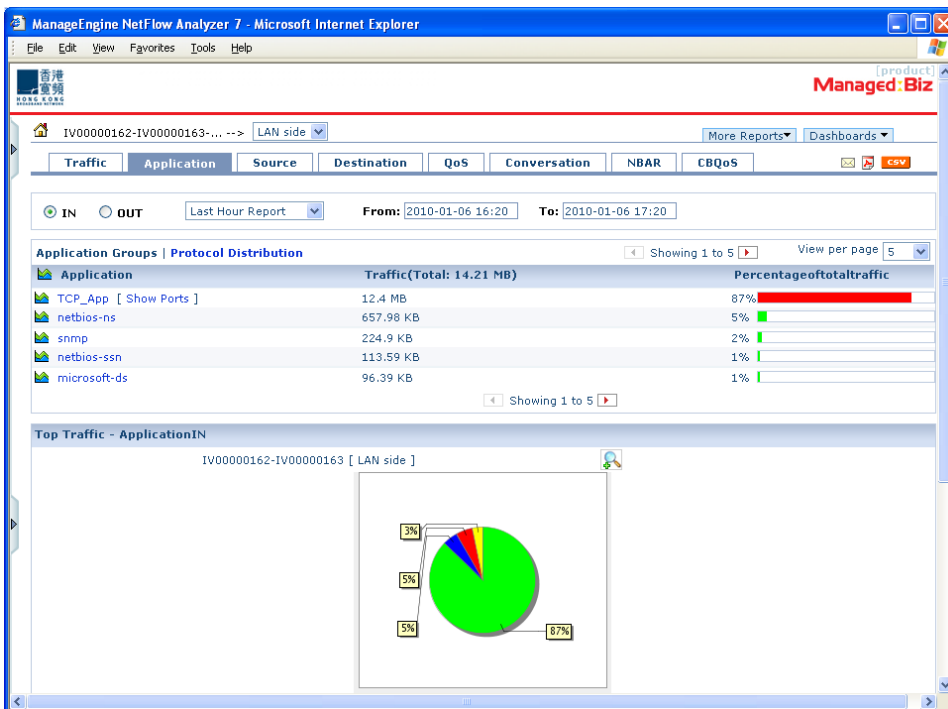 ManageEngine NetFlow Analyzer 7 - Microsoft Internet Explorer
File Edit View Favorites Tools Help
香港
寬頻
HONG KONG
BROADBAND NETWORK
[product]
Managed:Biz
IV00000162-IV00000163-... --> LAN side
More Reports Dashboards
Traffic Application Source Destination QoS Conversation NBAR CBQoS CSV
IN OUT Last Hour Report From: 2010-01-06 16:20 To: 2010-01-06 17:20
Application Groups | Protocol Distribution Showing 1 to 5 View per page 5
Application Traffic(Total: 14.21 MB) Percentageoftotaltraffic
TCP_App [ Show Ports ] 12.4 MB 87%
netbios-ns 657.98 KB 5%
snmp 224.9 KB 2%
netbios-ssn 113.59 KB 1%
microsoft-ds 96.39 KB 1%
Showing 1 to 5
Top Traffic - ApplicationIN
IV00000162-IV00000163 [ LAN side ]
3%
5%
5%
87%